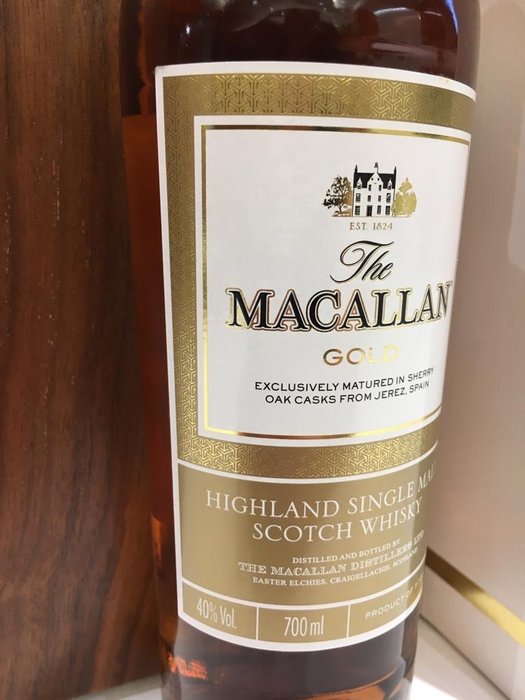 EST. 1824
The
MACALLAN
GOLD
EXCLUSIVELY MATURED IN SHERRY
OAK CASKS FROM JEREZ, SPAIN
HIGHLAND SINGLE
SCOTCH WHISKY
DISTILLED AND BOTTLED BY
THE MACALLAN DISTILLERS
EASTER ELCHIES, CRAIGELLACHIE, SCOTLAND
40% Vol.
700 ml
PRODUCT OF